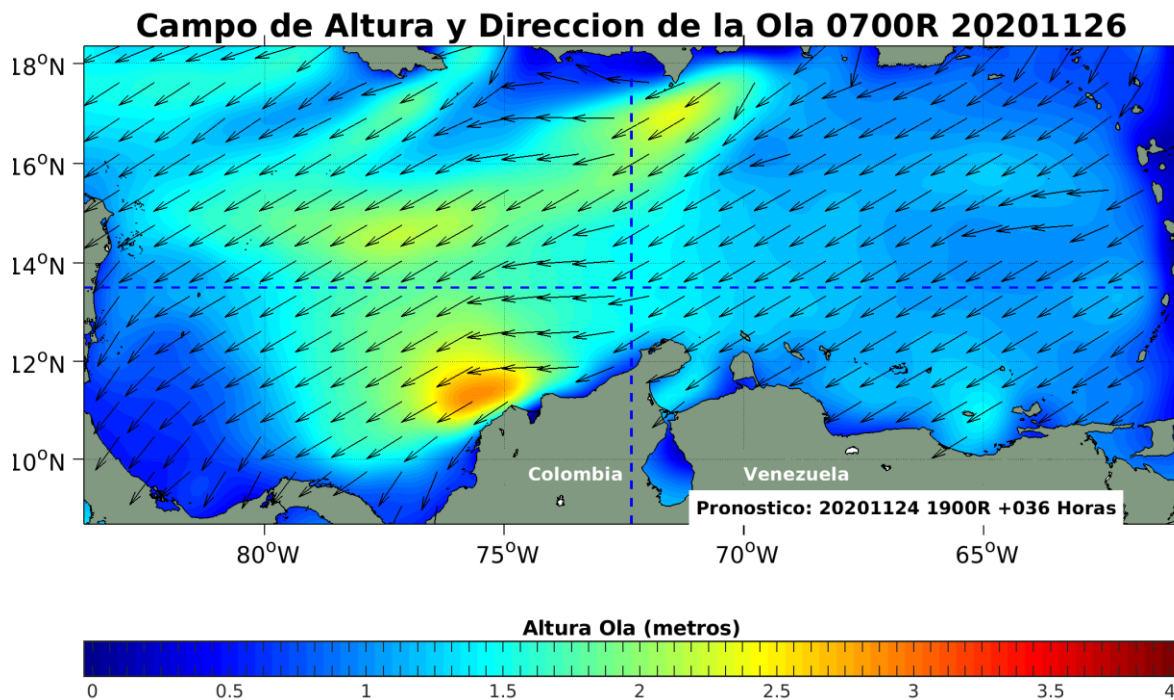 Campo de Altura y Direccion de la Ola 0700R 20201126
18°N
16°N
14°N
12°N
10°N
Colombia
Venezuela
Pronostico: 20201124 1900R +036 Horas
80°W
75°W
70°W
65°W
Altura Ola (metros)
0 0.5 1 1.5 2 2.5 3 3.5 4